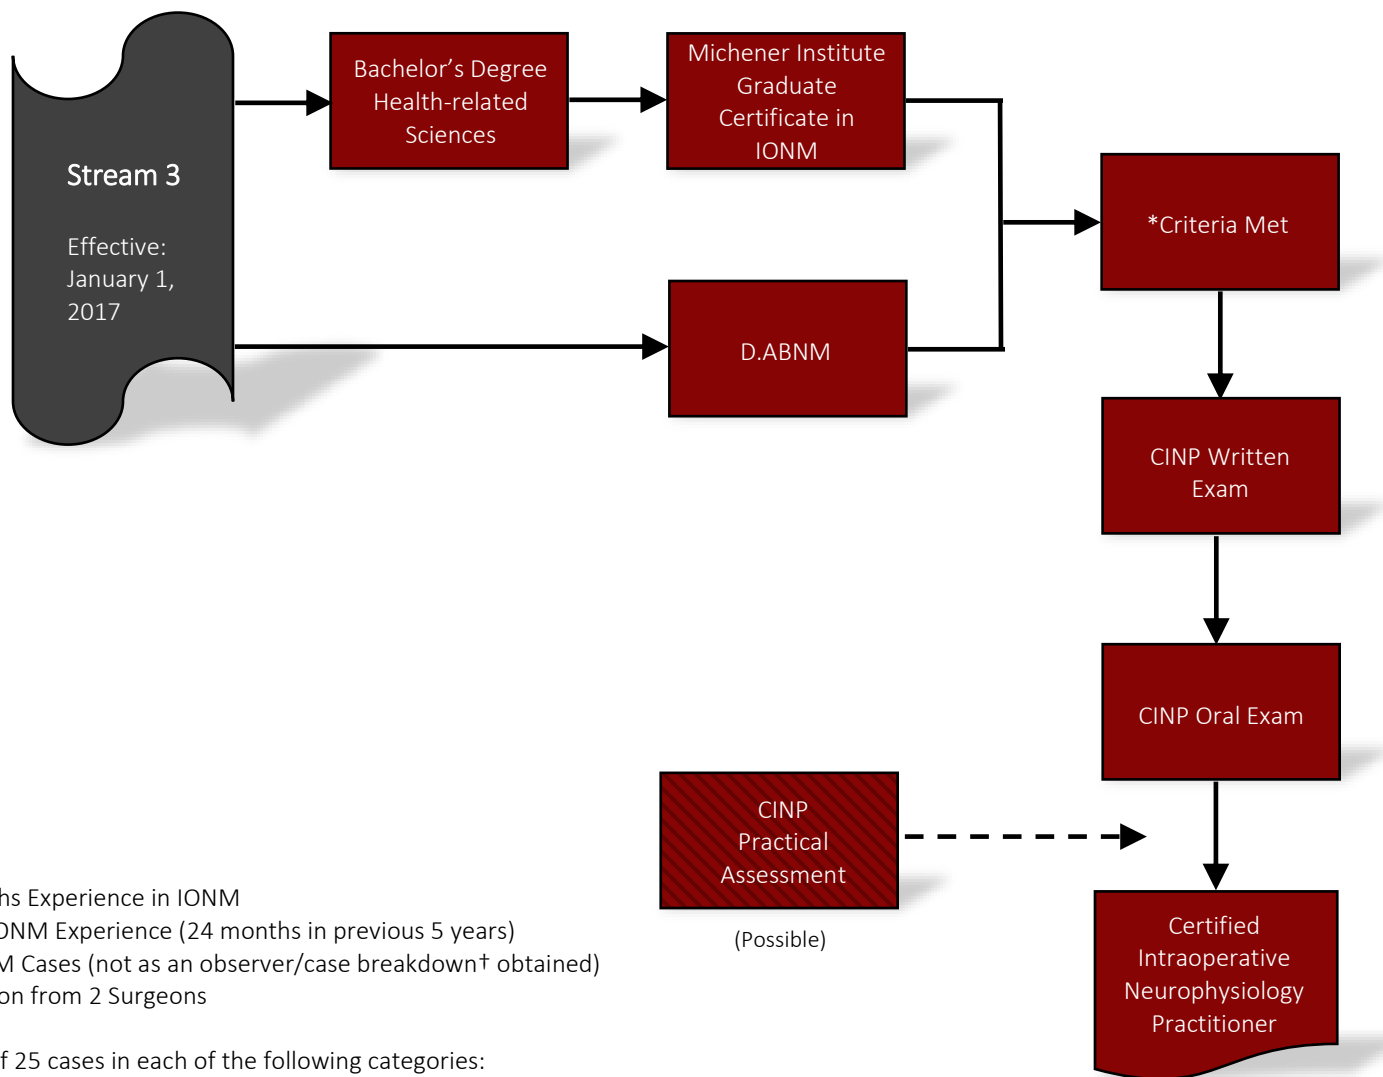 Stream 3
Effective:
January 1,
2017
Bachelor’s Degree
Health-related
Sciences
Michener Institute
Graduate
Certificate in
IONM
D.ABNM
*Criteria Met
CINP Written
Exam
CINP Oral Exam
CINP
Practical
Assessment
(Possible)
Certified
Intraoperative
Neurophysiology
Practitioner
Experience in IONM
Experience (24 months in previous 5 years)
Cases (not as an observer/case breakdown† obtained)
from 2 Surgeons
25 cases in each of the following categories: